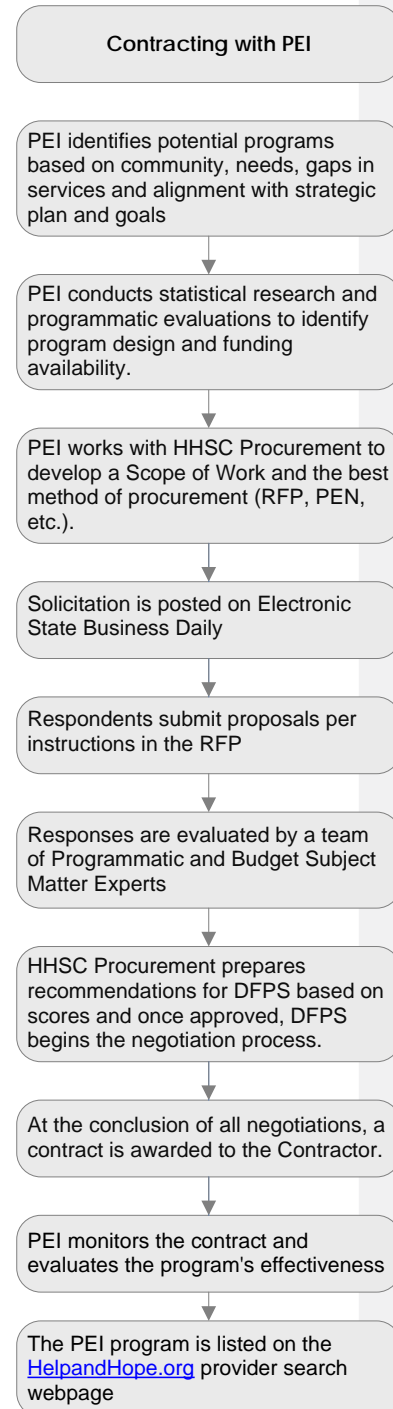 Contracting with PEI
PEI identifies potential programs
based on community, needs, gaps in
services and alignment with strategic
plan and goals
PEI conducts statistical research and
programmatic evaluations to identify
program design and funding
availability.
PEI works with HHSC Procurement to
develop a Scope of Work and the best
method of procurement (RFP, PEN,
etc.).
Solicitation is posted on Electronic
State Business Daily
Respondents submit proposals per
instructions in the RFP
Responses are evaluated by a team
of Programmatic and Budget Subject
Matter Experts
HHSC Procurement prepares
recommendations for DFPS based on
scores and once approved, DFPS
begins the negotiation process.
At the conclusion of all negotiations, a
contract is awarded to the Contractor.
PEI monitors the contract and
evaluates the program's effectiveness
The PEI program is listed on the
HelpandHope.org provider search
webpage